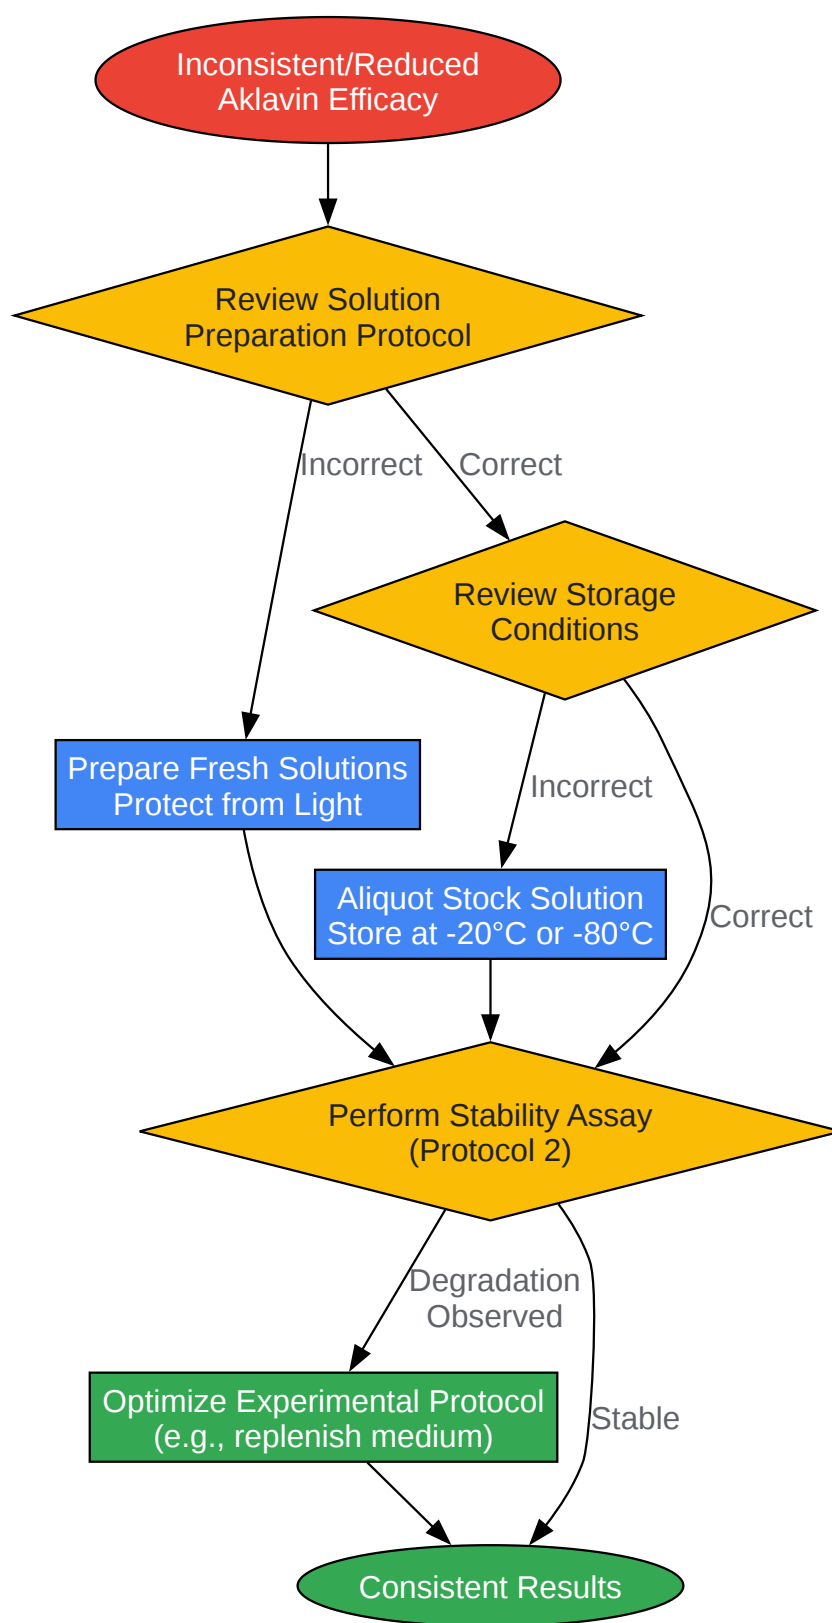 Inconsistent/Reduced
Aklavin Efficacy
Review Solution
Preparation Protocol
Incorrect
Correct
Review Storage
Conditions
Prepare Fresh Solutions
Protect from Light
Incorrect
Aliquot Stock Solution
Store at -20°C or -80°C
Correct
Perform Stability Assay
(Protocol 2)
Degradation
Observed
Optimize Experimental Protocol
(e.g., replenish medium)
Stable
Consistent Results